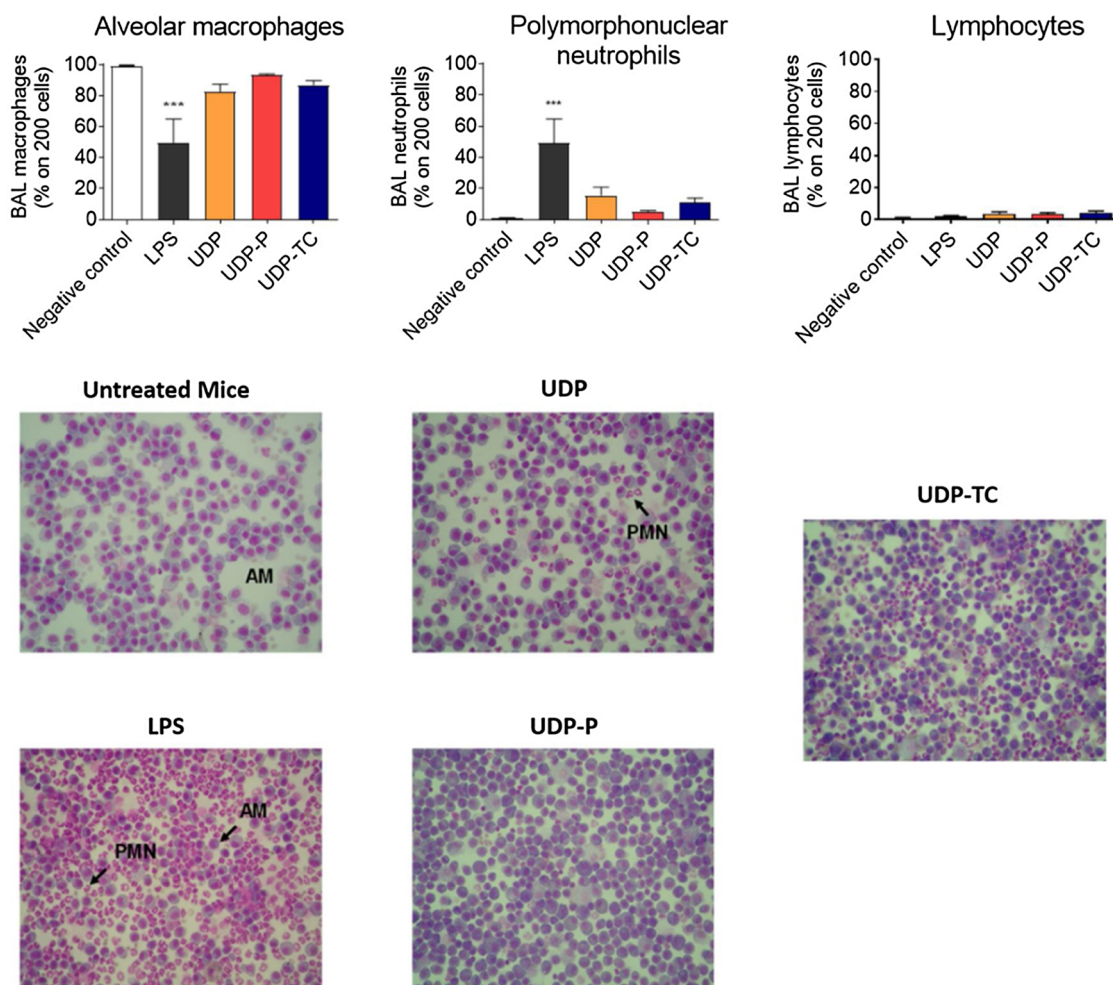 Alveolar macrophages
BAL macrophages
(% on 200 cells)
100
80
60
40
20
0
***
Negative control
LPS
UDP
UDP-P
UDP-TC
Polymorphonuclear
neutrophils
BAL neutrophils
(% on 200 cells)
100
80
60
40
20
0
***
Negative control
LPS
UDP
UDP-P
UDP-TC
Lymphocytes
BAL lymphocytes
(% on 200 cells)
100
80
60
40
20
0
Negative control
LPS
UDP
UDP-P
UDP-TC
Untreated Mice
AM
UDP
PMN
UDP-TC
LPS
AM
PMN
UDP-P